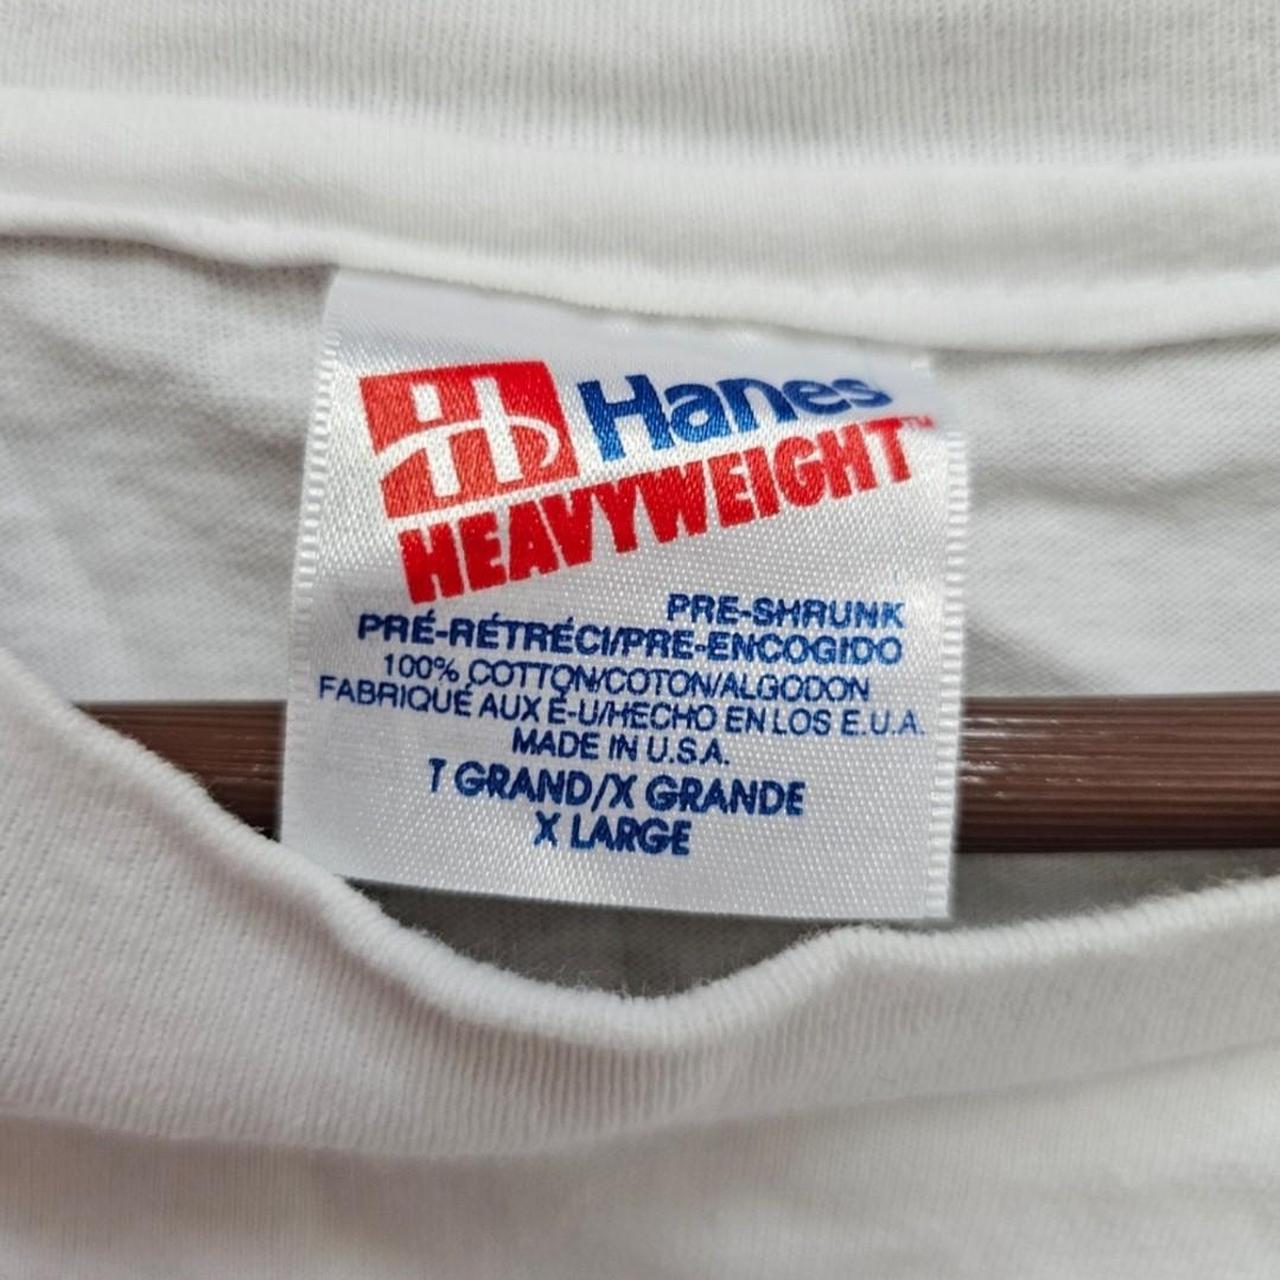 H Hanes
HEAVYWEIGHT™
PRE-SHRUNK
PRÉ-RÉTRÉCI/PRE-ENCOGIDO
100% COTTON/COTON/ALGODON
FABRIQUÉ AUX É-U/HECHO EN LOS E.U.A.
MADE IN U.S.A.
T GRAND/X GRANDE
X LARGE